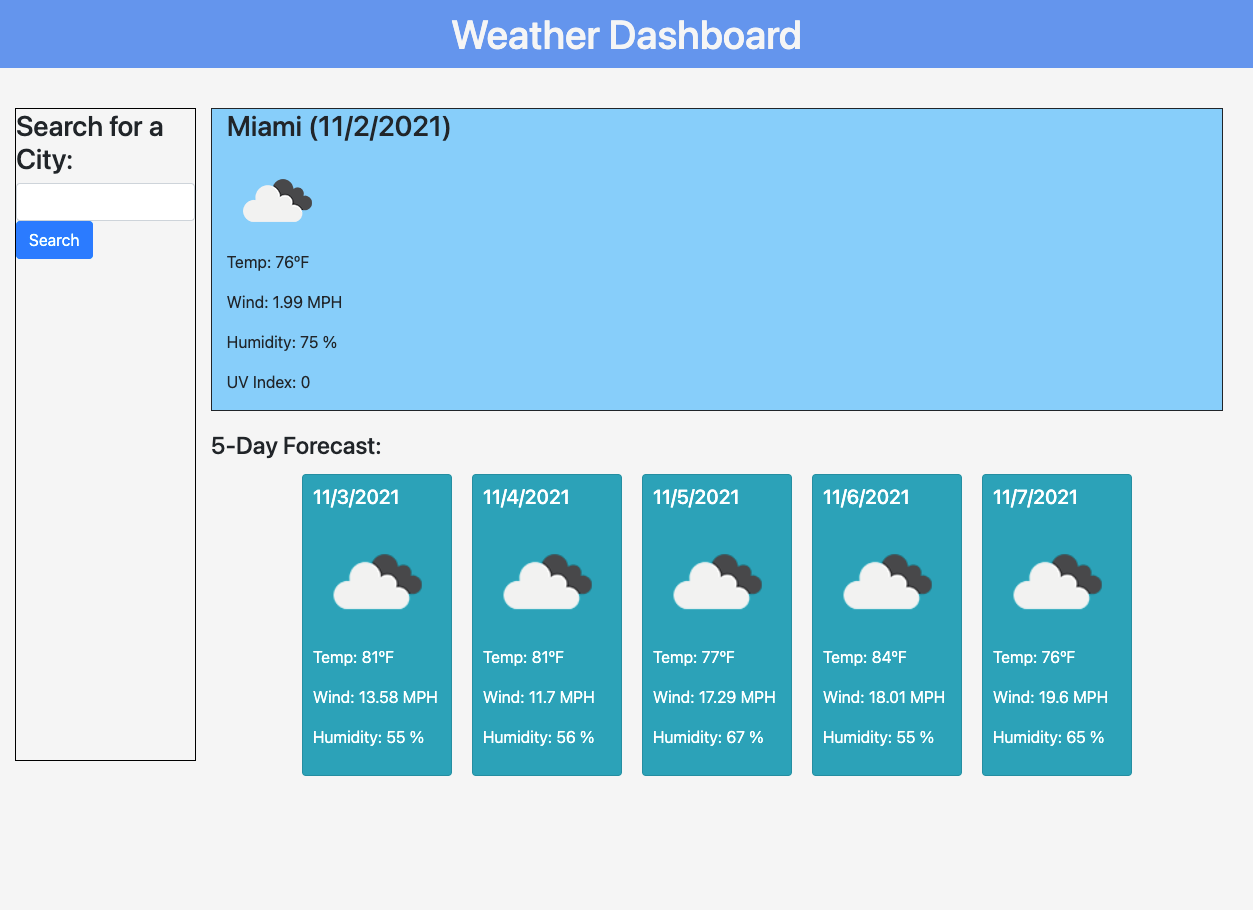 Weather Dashboard
Search for a
City:
Search
Miami (11/2/2021)
Temp: 76°F
Wind: 1.99 MPH
Humidity: 75 %
UV Index: 0
5-Day Forecast:
11/3/2021
Temp: 81°F
Wind: 13.58 MPH
Humidity: 55 %
11/4/2021
Temp: 81°F
Wind: 11.7 MPH
Humidity: 56 %
11/5/2021
Temp: 77°F
Wind: 17.29 MPH
Humidity: 67 %
11/6/2021
Temp: 84°F
Wind: 18.01 MPH
Humidity: 55 %
11/7/2021
Temp: 76°F
Wind: 19.6 MPH
Humidity: 65 %